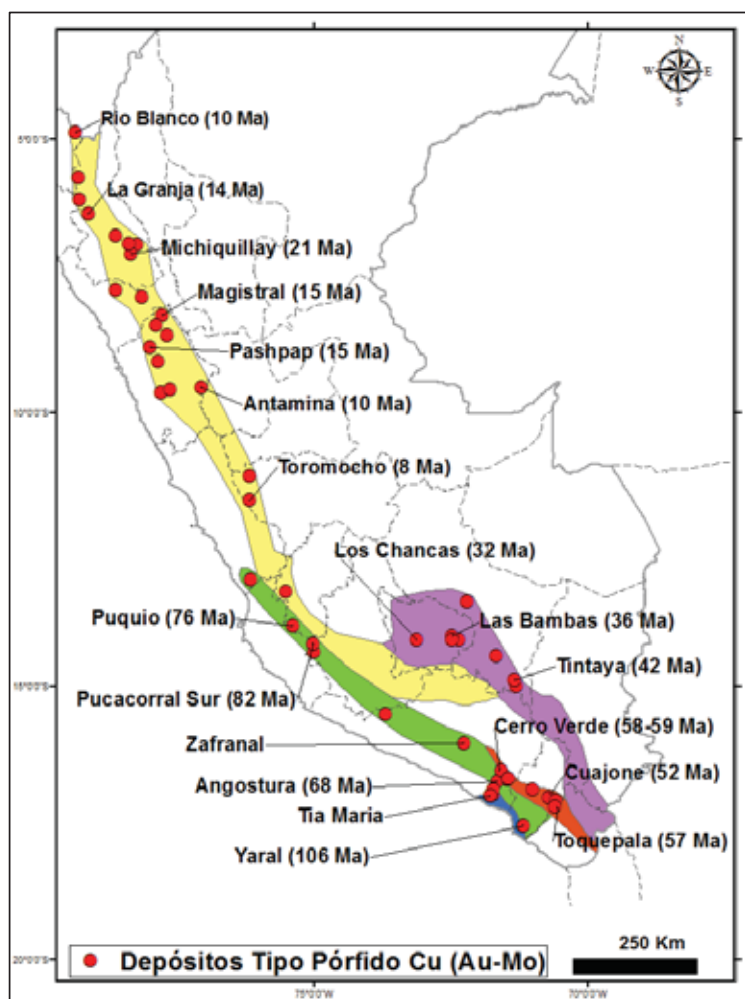 N
W
E
S
Rio Blanco (10 Ma)
5°0'0"S
La Granja (14 Ma)
Michiquillay (21 Ma)
Magistral (15 Ma)
Pashpap (15 Ma)
Antamina (10 Ma)
10°0'0"S
Toromocho (8 Ma)
Los Chancas (32 Ma)
Puquio (76 Ma)
Las Bambas (36 Ma)
Tintaya (42 Ma)
15°0'0"S
Pucacorral Sur (82 Ma)
Cerro Verde (58-59 Ma)
Zafranal
Cuajone (52 Ma)
Angostura (68 Ma)
Tia Maria
Toquepala (57 Ma)
Yaral (106 Ma)
Depósitos Tipo Pórfido Cu (Au-Mo)
250 Km
20°0'0"S
75°0'0"W
70°0'0"W